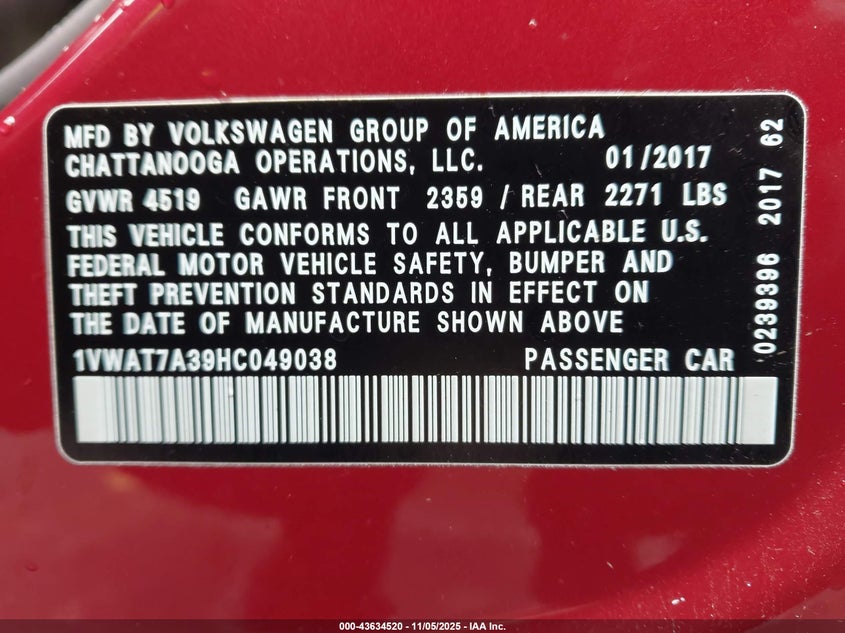 MFD BY VOLKSWAGEN GROUP OF AMERICA
CHATTANOOGA OPERATIONS, LLC. 01/2017
GVWR 4519 GAWR FRONT 2359 / REAR 2271 LBS
THIS VEHICLE CONFORMS TO ALL APPLICABLE U.S.
FEDERAL MOTOR VEHICLE SAFETY, BUMPER AND
THEFT PREVENTION STANDARDS IN EFFECT ON
THE DATE OF MANUFACTURE SHOWN ABOVE
1VWAT7A39HC049038 PASSENGER CAR
0239396 2017 62
000-43634520 - 11/05/2025 - IAA Inc.